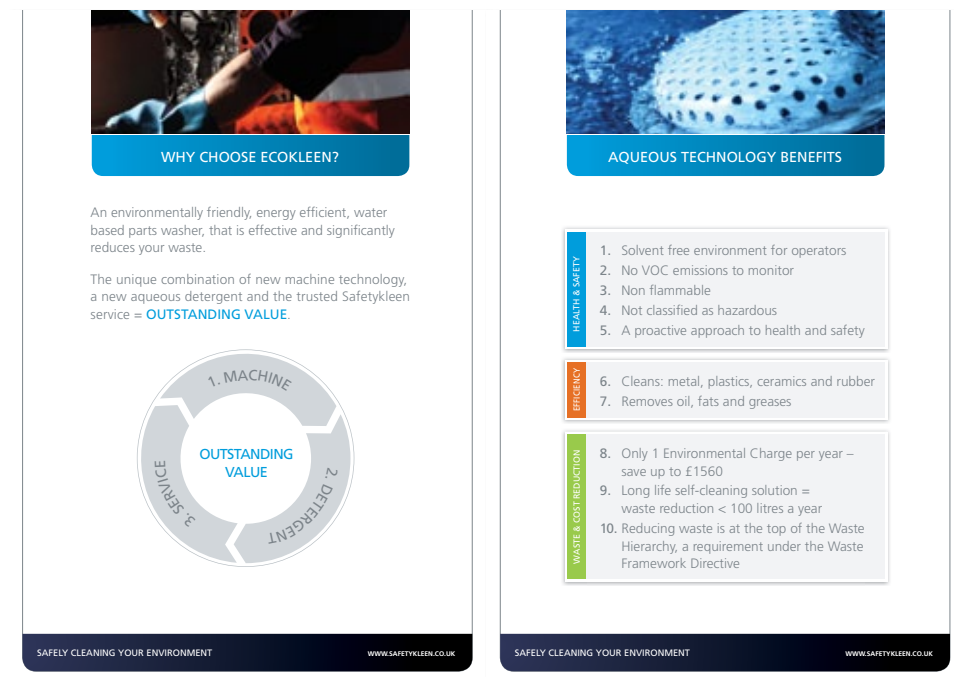 WHY CHOOSE ECOKLEEN?
An environmentally friendly, energy efficient, water
based parts washer, that is effective and significantly
reduces your waste.
The unique combination of new machine technology,
a new aqueous detergent and the trusted Safetykleen
service = OUTSTANDING VALUE.
1. MACHINE
2. DETERGENT
3. SERVICE
OUTSTANDING
VALUE
SAFELY CLEANING YOUR ENVIRONMENT
WWW.SAFETYKLEEN.CO.UK
AQUEOUS TECHNOLOGY BENEFITS
HEALTH & SAFETY
1. Solvent free environment for operators
2. No VOC emissions to monitor
3. Non flammable
4. Not classified as hazardous
5. A proactive approach to health and safety
EFFICIENCY
6. Cleans: metal, plastics, ceramics and rubber
7. Removes oil, fats and greases
WASTE & COST REDUCTION
8. Only 1 Environmental Charge per year –
save up to £1560
9. Long life self-cleaning solution =
waste reduction < 100 litres a year
10. Reducing waste is at the top of the Waste
Hierarchy, a requirement under the Waste
Framework Directive
SAFELY CLEANING YOUR ENVIRONMENT
WWW.SAFETYKLEEN.CO.UK